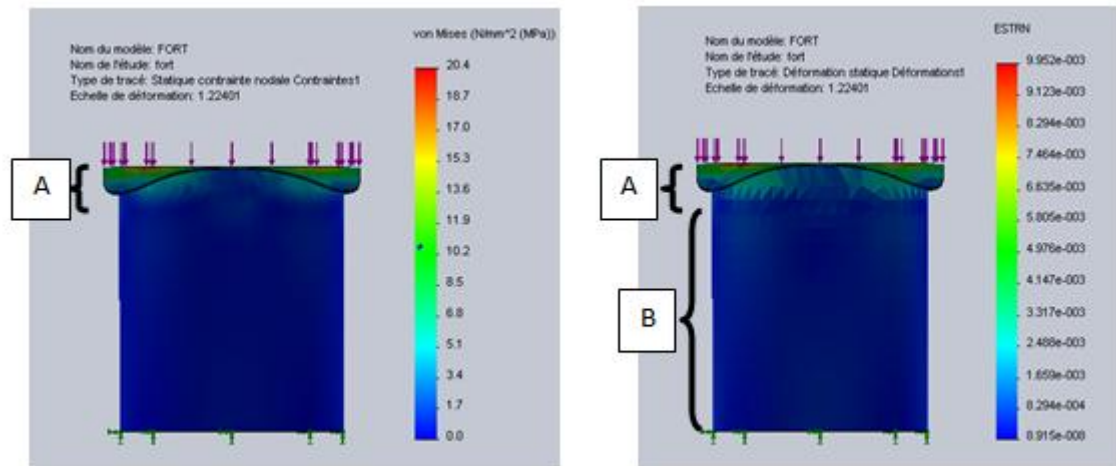 von Mises (N/mm^2 (MPa))
Nom du modèle: FORT
Nom de l'étude: fort
Type de tracé: Statique contrainte nodale Contraintes1
Echelle de déformation: 1.22401
20.4
18.7
17.0
15.3
13.6
11.9
10.2
8.5
6.8
5.1
3.4
1.7
0.0
A
ESTRN
Nom du modèle: FORT
Nom de l'étude: fort
Type de tracé: Déformation statique Déformations1
Echelle de déformation: 1.22401
9.952e-003
9.123e-003
8.294e-003
7.464e-003
6.635e-003
5.805e-003
4.976e-003
4.147e-003
3.317e-003
2.488e-003
1.659e-003
8.294e-004
8.915e-008
A
B